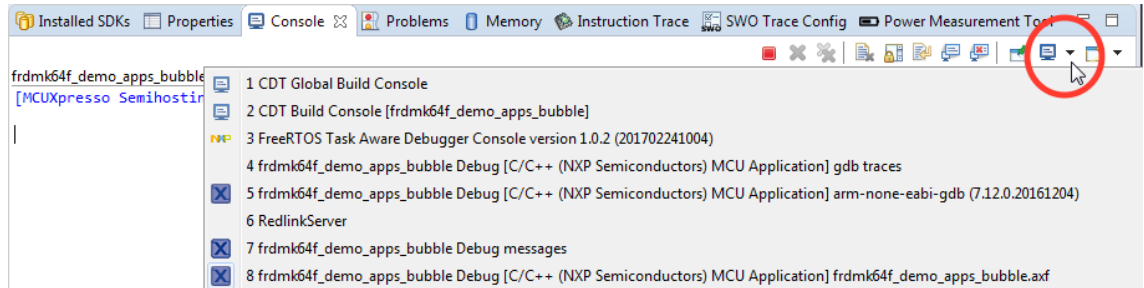 Installed SDKs Properties Console Problems Memory Instruction Trace SWO Trace Config Power Measurement Tool
frdmk64f_demo_apps_bubble
[MCUXpresso Semihostin
1 CDT Global Build Console
2 CDT Build Console [frdmk64f_demo_apps_bubble]
NXP 3 FreeRTOS Task Aware Debugger Console version 1.0.2 (201702241004)
4 frdmk64f_demo_apps_bubble Debug [C/C++ (NXP Semiconductors) MCU Application] gdb traces
5 frdmk64f_demo_apps_bubble Debug [C/C++ (NXP Semiconductors) MCU Application] arm-none-eabi-gdb (7.12.0.20161204)
6 RedlinkServer
7 frdmk64f_demo_apps_bubble Debug messages
8 frdmk64f_demo_apps_bubble Debug [C/C++ (NXP Semiconductors) MCU Application] frdmk64f_demo_apps_bubble.axf